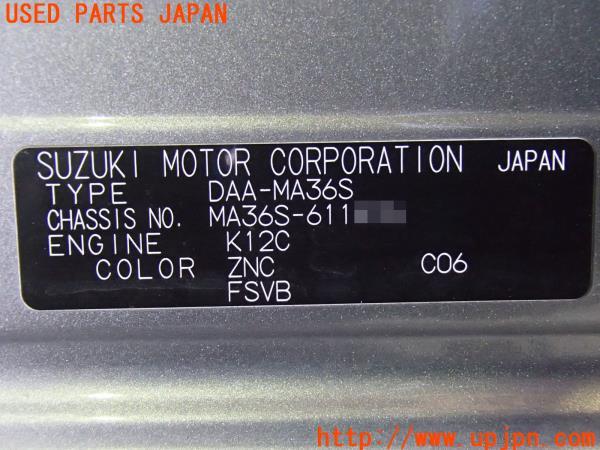 USED PARTS JAPAN
SUZUKI MOTOR CORPORATION JAPAN
TYPE DAA-MA36S
CHASSIS NO. MA36S-611
ENGINE K12C
COLOR ZNC C06
FSVB
http://www.upjpn.com/